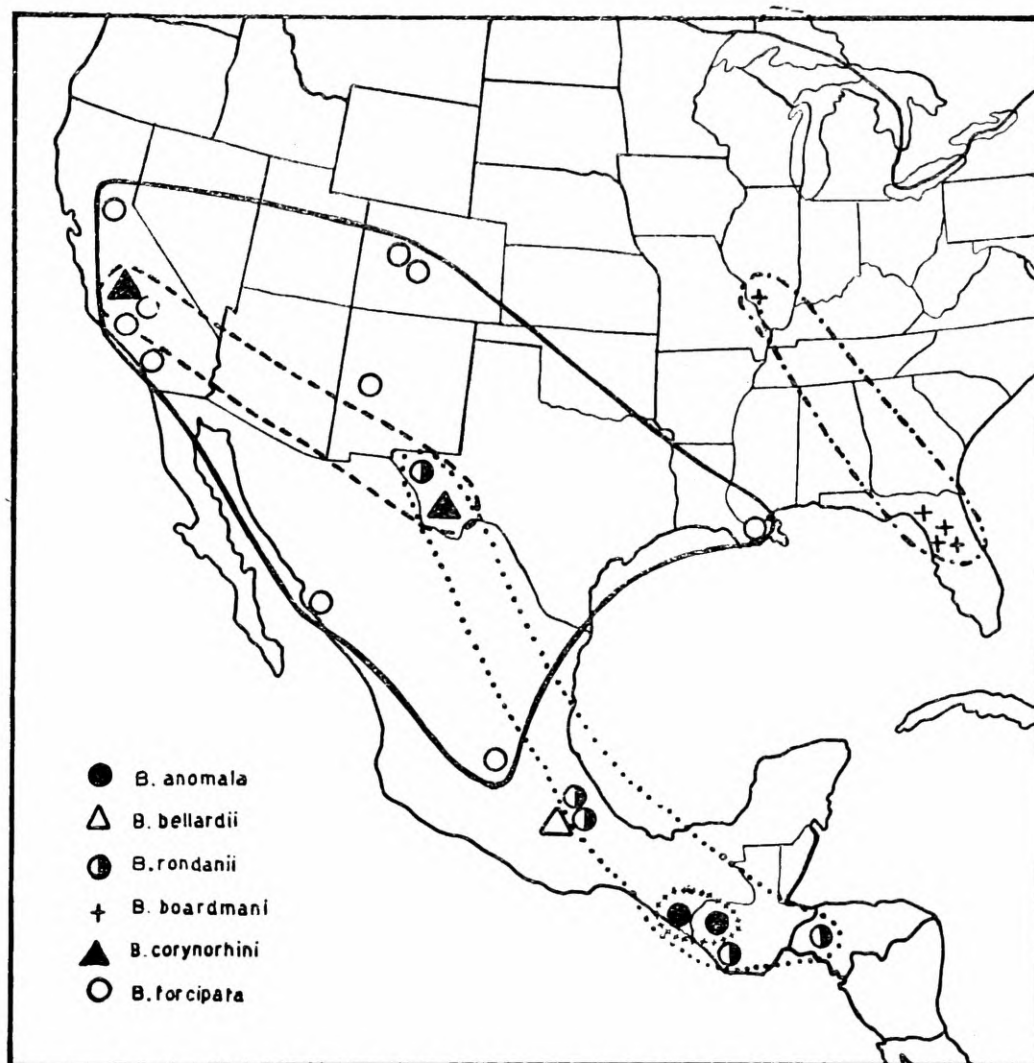 B. anomala
B. bellardii
B. rondanii
B. boardmani
B. corynorhini
B. forcipata